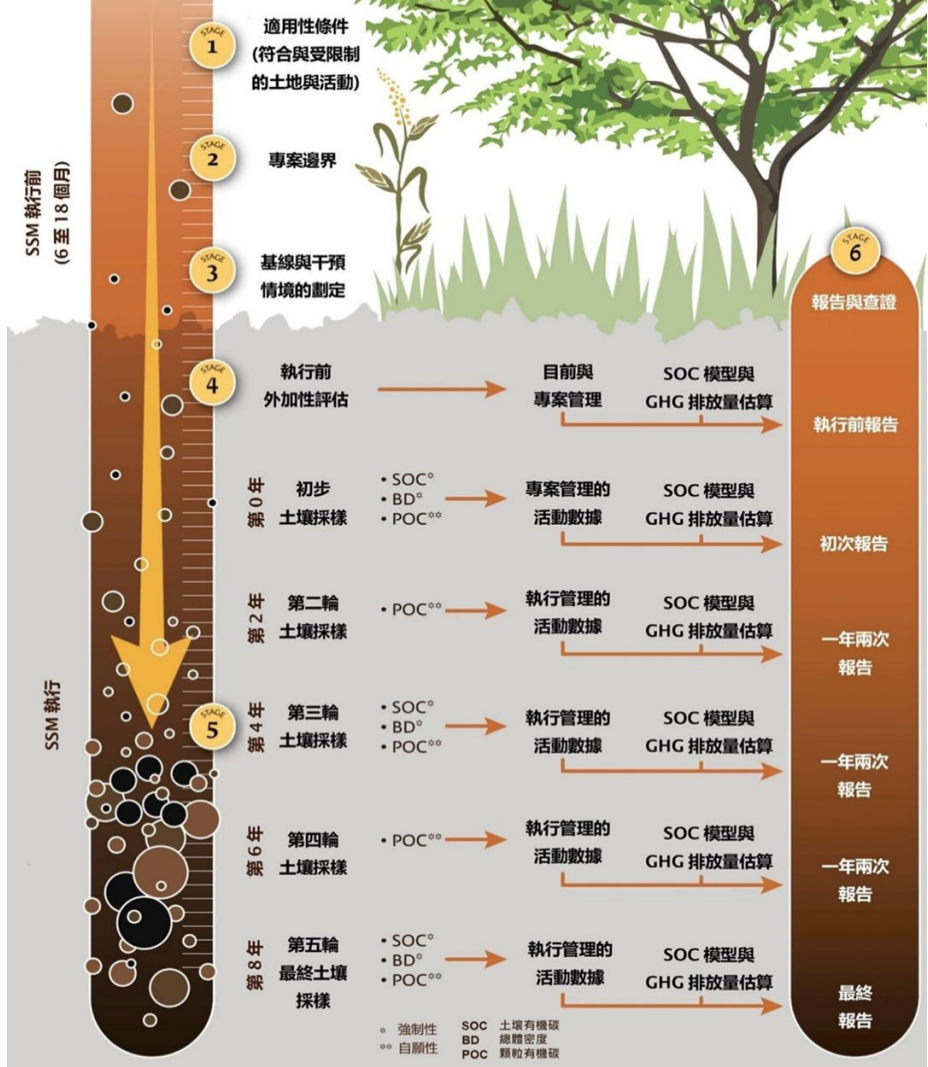 STAGE
1
適用性條件
(符合與受限制
的土地與活動)
STAGE
2
專案邊界
SSM 執行前
(6 至 18 個月)
STAGE
3
基線與干預
情境的劃定
STAGE
6
報告與查證
STAGE
4
執行前
外加性評估
目前與
專案管理
SOC 模型與
GHG 排放量估算
執行前報告
第0年
初步
土壤採樣
• SOC*
• BD*
• POC**
專案管理的
活動數據
SOC 模型與
GHG 排放量估算
初次報告
第2年
第二輪
土壤採樣
• POC**
執行管理的
活動數據
SOC 模型與
GHG 排放量估算
一年兩次
報告
SSM 執行
STAGE
5
第4年
第三輪
土壤採樣
• SOC*
• BD*
• POC**
執行管理的
活動數據
SOC 模型與
GHG 排放量估算
一年兩次
報告
第6年
第四輪
土壤採樣
• POC**
執行管理的
活動數據
SOC 模型與
GHG 排放量估算
一年兩次
報告
第8年
第五輪
最終土壤
採樣
• SOC*
• BD*
• POC**
執行管理的
活動數據
SOC 模型與
GHG 排放量估算
最終
報告
* 強制性
** 自願性
SOC 土壤有機碳
BD 總體密度
POC 顆粒有機碳